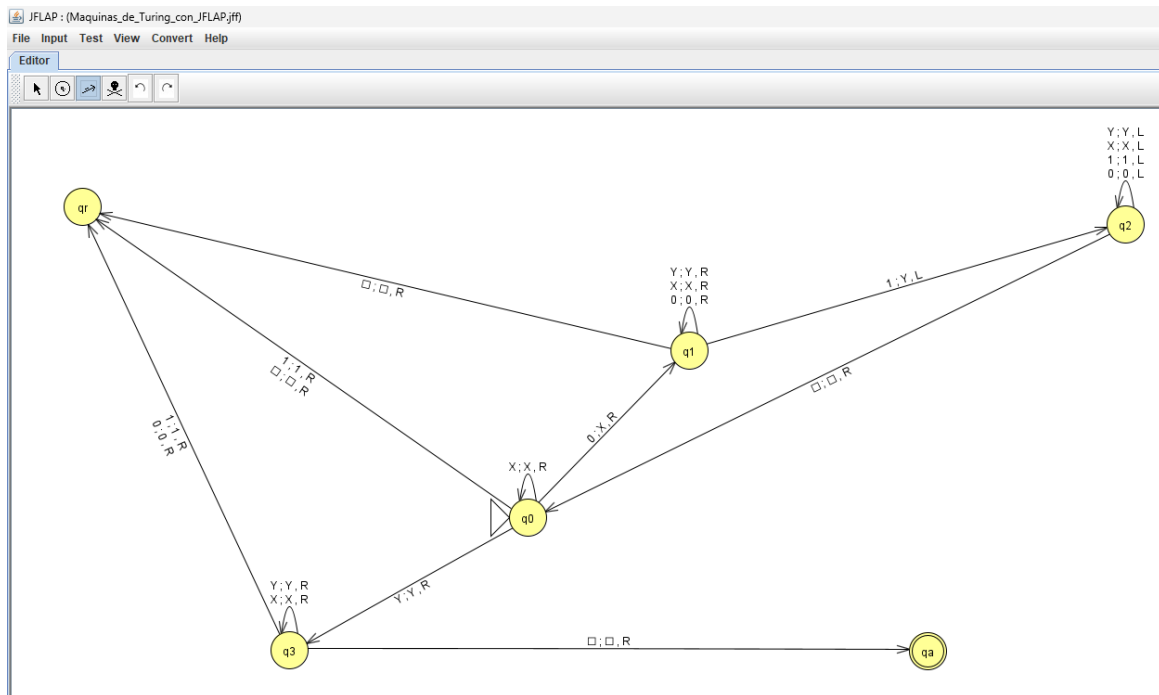 JFLAP : (Maquinas_de_Turing_con_JFLAP.jff)
File Input Test View Convert Help
Editor
Y ; Y , L
X ; X , L
1 ; 1 , L
0 ; 0 , L
qr
q2
□ ; □ , R
Y ; Y , R
X ; X , R
0 ; 0 , R
1 ; Y , L
q1
1 ; 1 , R
□ ; □ , R
□ ; □ , R
1 ; 1 , R
0 ; 0 , R
0 ; X , R
X ; X , R
q0
Y ; Y , R
X ; X , R
Y ; Y , R
q3
□ ; □ , R
qa